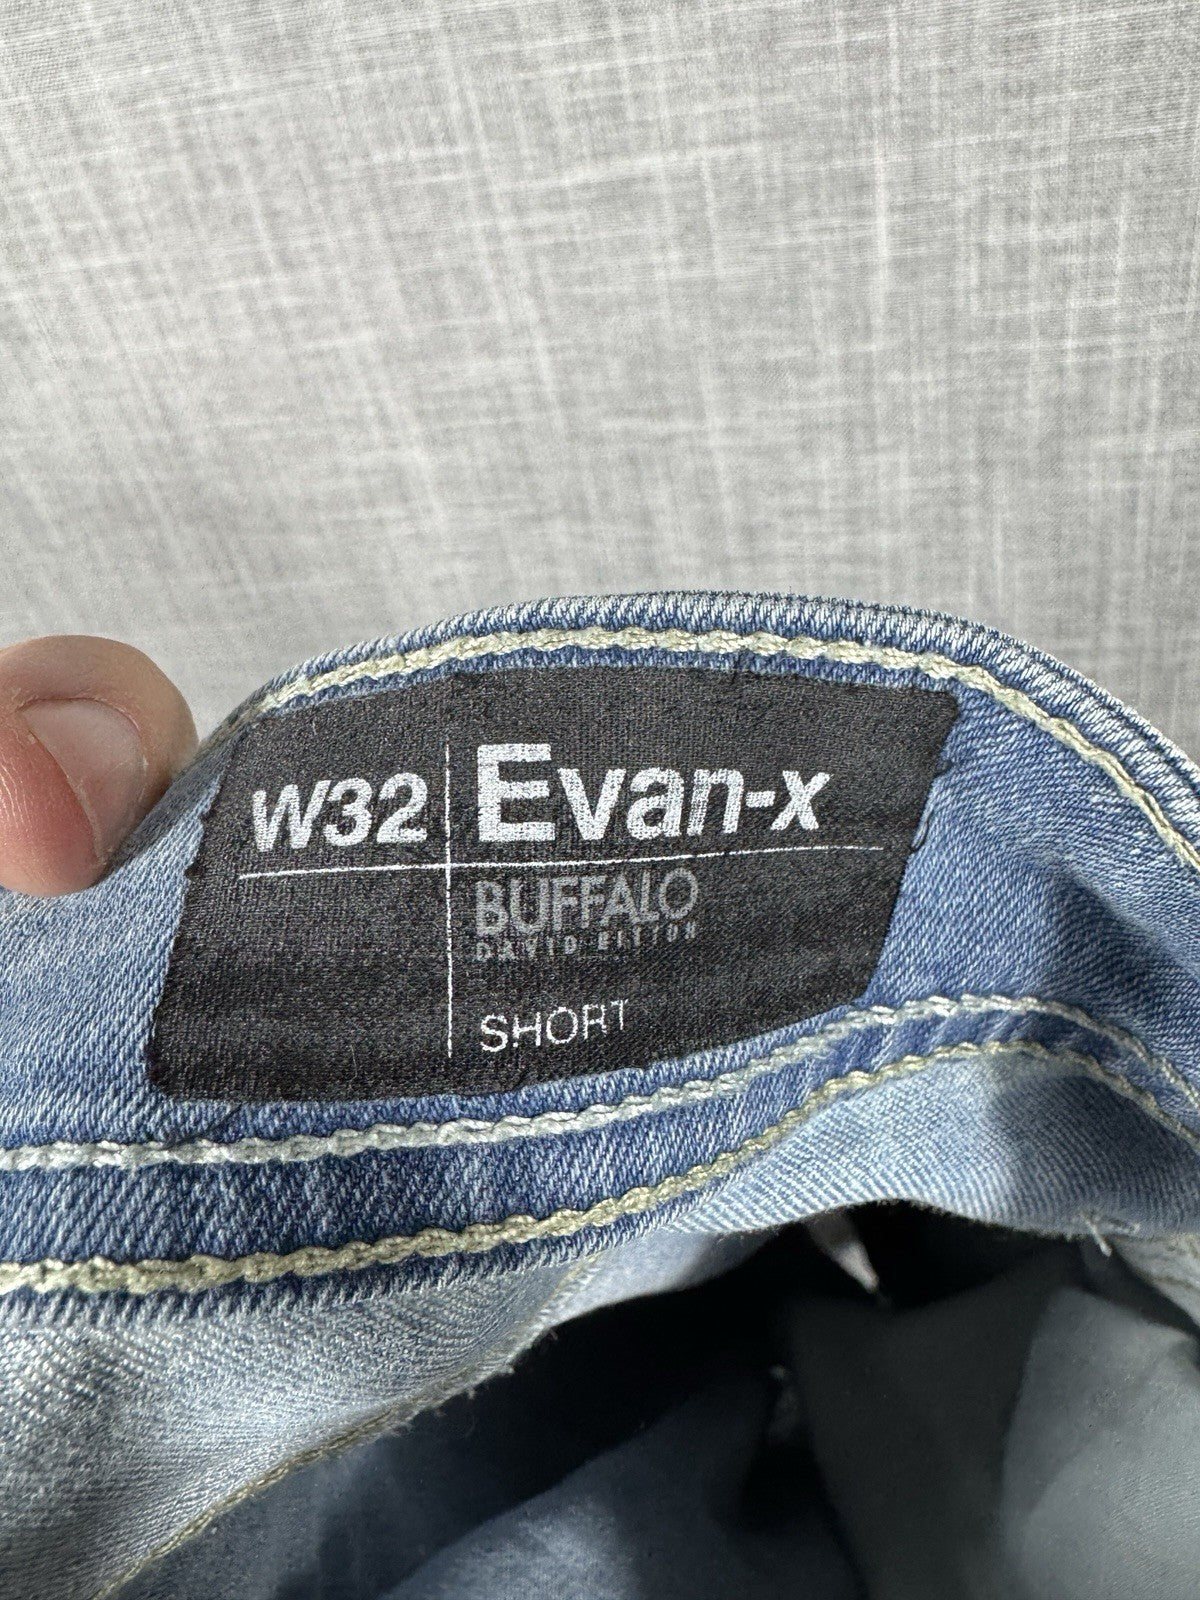 W32 Evan-x
BUFFALO
DAVID BITTON
SHORT